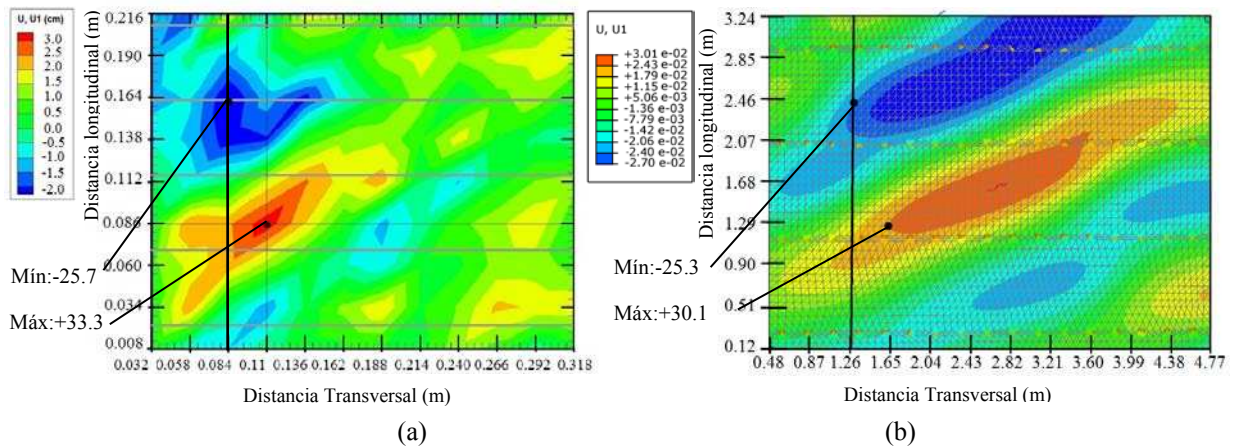 U, U1 (cm)
3.0
2.5
2.0
1.5
1.0
0.5
0.0
-0.5
-1.0
-1.5
-2.0
Distancia longitudinal (m)
0.216
0.190
0.164
0.138
0.112
0.086
0.060
0.034
0.008
0.032 0.058 0.084 0.110 0.136 0.162 0.188 0.214 0.240 0.266 0.292 0.318
Distancia Transversal (m)
Mín:-25.7
Máx:+33.3
(a)
U, U1
+3.01 e-02
+2.43 e-02
+1.79 e-02
+1.15 e-02
+5.06 e-03
-1.36 e-03
-7.79 e-03
-1.42 e-02
-2.06 e-02
-2.40 e-02
-2.70 e-02
Distancia longitudinal (m)
3.24
2.85
2.46
2.07
1.68
1.29
0.90
0.51
0.12
0.48 0.87 1.26 1.65 2.04 2.43 2.82 3.21 3.60 3.99 4.38 4.77
Distancia Transversal (m)
Mín:-25.3
Máx:+30.1
(b)